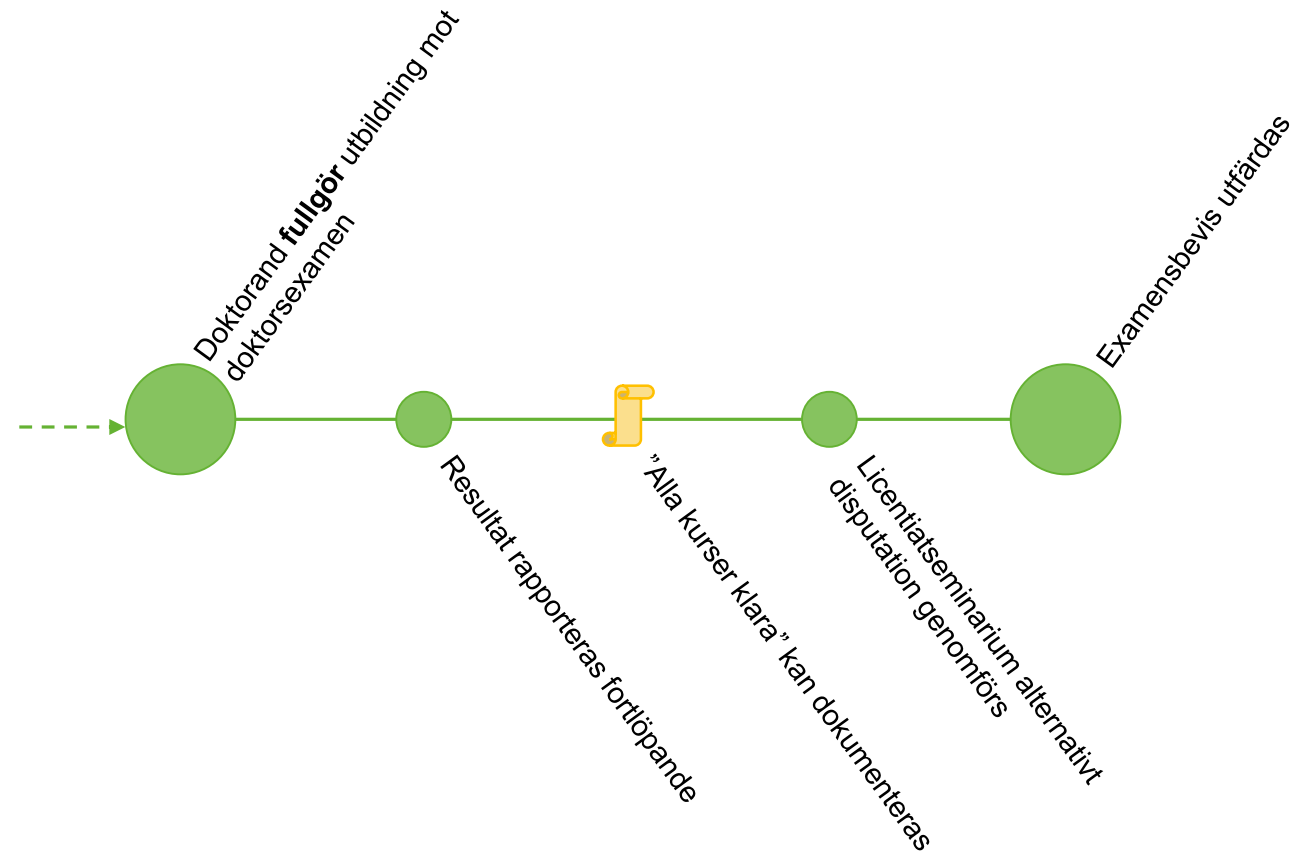 Doktorand fullgör utbildning mot
doktorsexamen
Resultat rapporteras fortlöpande
”Alla kurser klara” kan dokumenteras
Licentiatseminarium alternativt
disputation genomförs
Examensbevis utfärdas